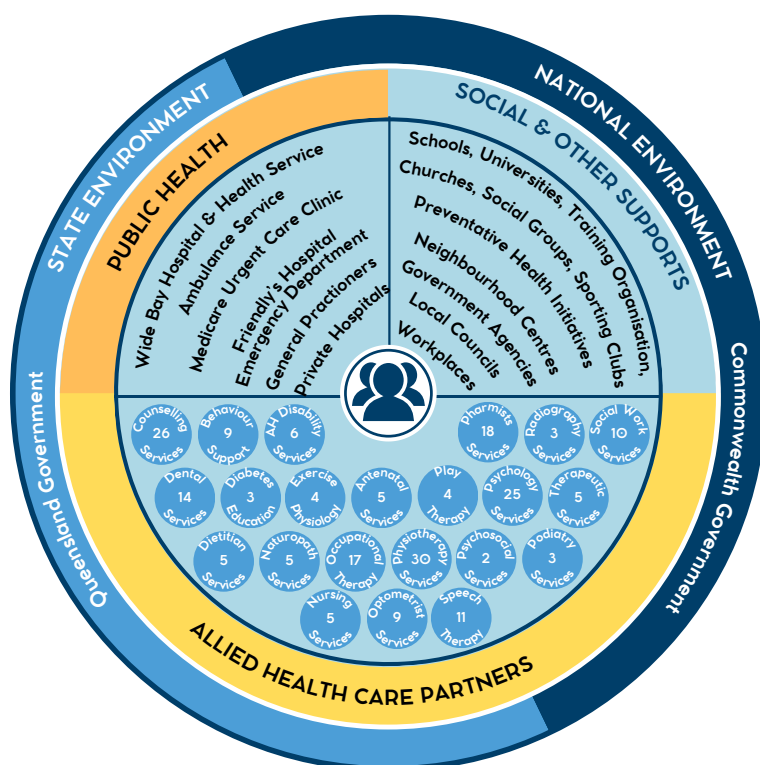 STATE ENVIRONMENT
NATIONAL ENVIRONMENT
PUBLIC HEALTH
SOCIAL & OTHER SUPPORTS
Wide Bay Hospital & Health Service
Ambulance Service
Medicare Urgent Care Clinic
Friendly's Hospital
Emergency Department
General Practioners
Private Hospitals
Schools, Universities, Training Organisation,
Churches, Social Groups, Sporting Clubs
Preventative Health Initiatives
Neighbourhood Centres
Government Agencies
Local Councils
Workplaces
Queensland Government
Commonwealth Government
Counselling
26
Services
Behaviour
9
Support
AH Disability
6
Services
Pharmists
18
Services
Radiography
3
Services
Social Work
10
Services
Dental
14
Services
Diabetes
3
Education
Exercise
4
Physiology
Antenatal
5
Services
Play
4
Therapy
Psychology
25
Services
Therapeutic
5
Services
Dietitian
5
Services
Naturopath
5
Services
Occupational
17
Therapy
Physiotherapy
30
Services
Psychosocial
2
Services
Podiatry
3
Services
Nursing
5
Services
Optometrist
9
Services
Speech
11
Therapy
ALLIED HEALTH CARE PARTNERS